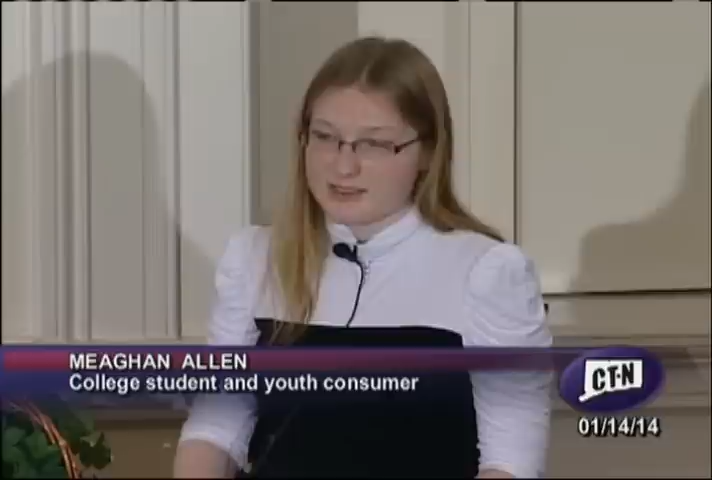 MEAGHAN ALLEN
College student and youth consumer
CT-N
01/14/14